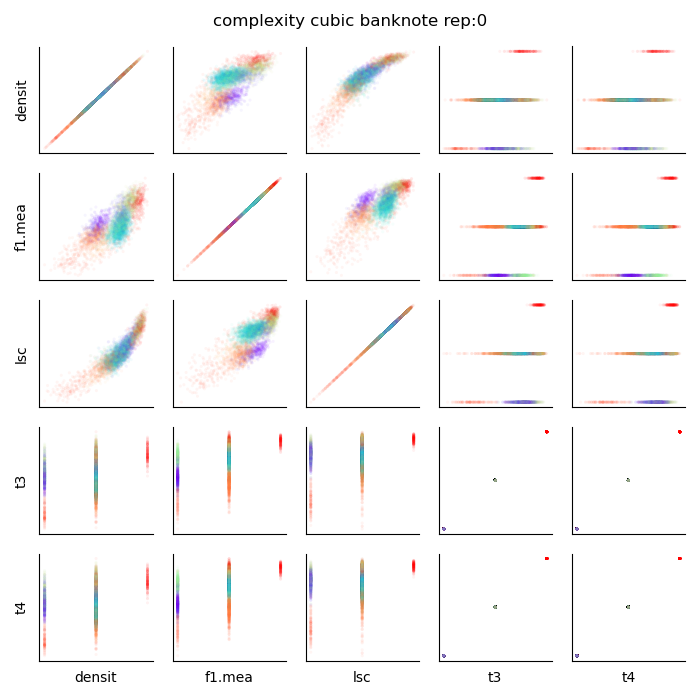 complexity cubic banknote rep:0
densit
f1.mea
lsc
t3
t4
densit
f1.mea
lsc
t3
t4